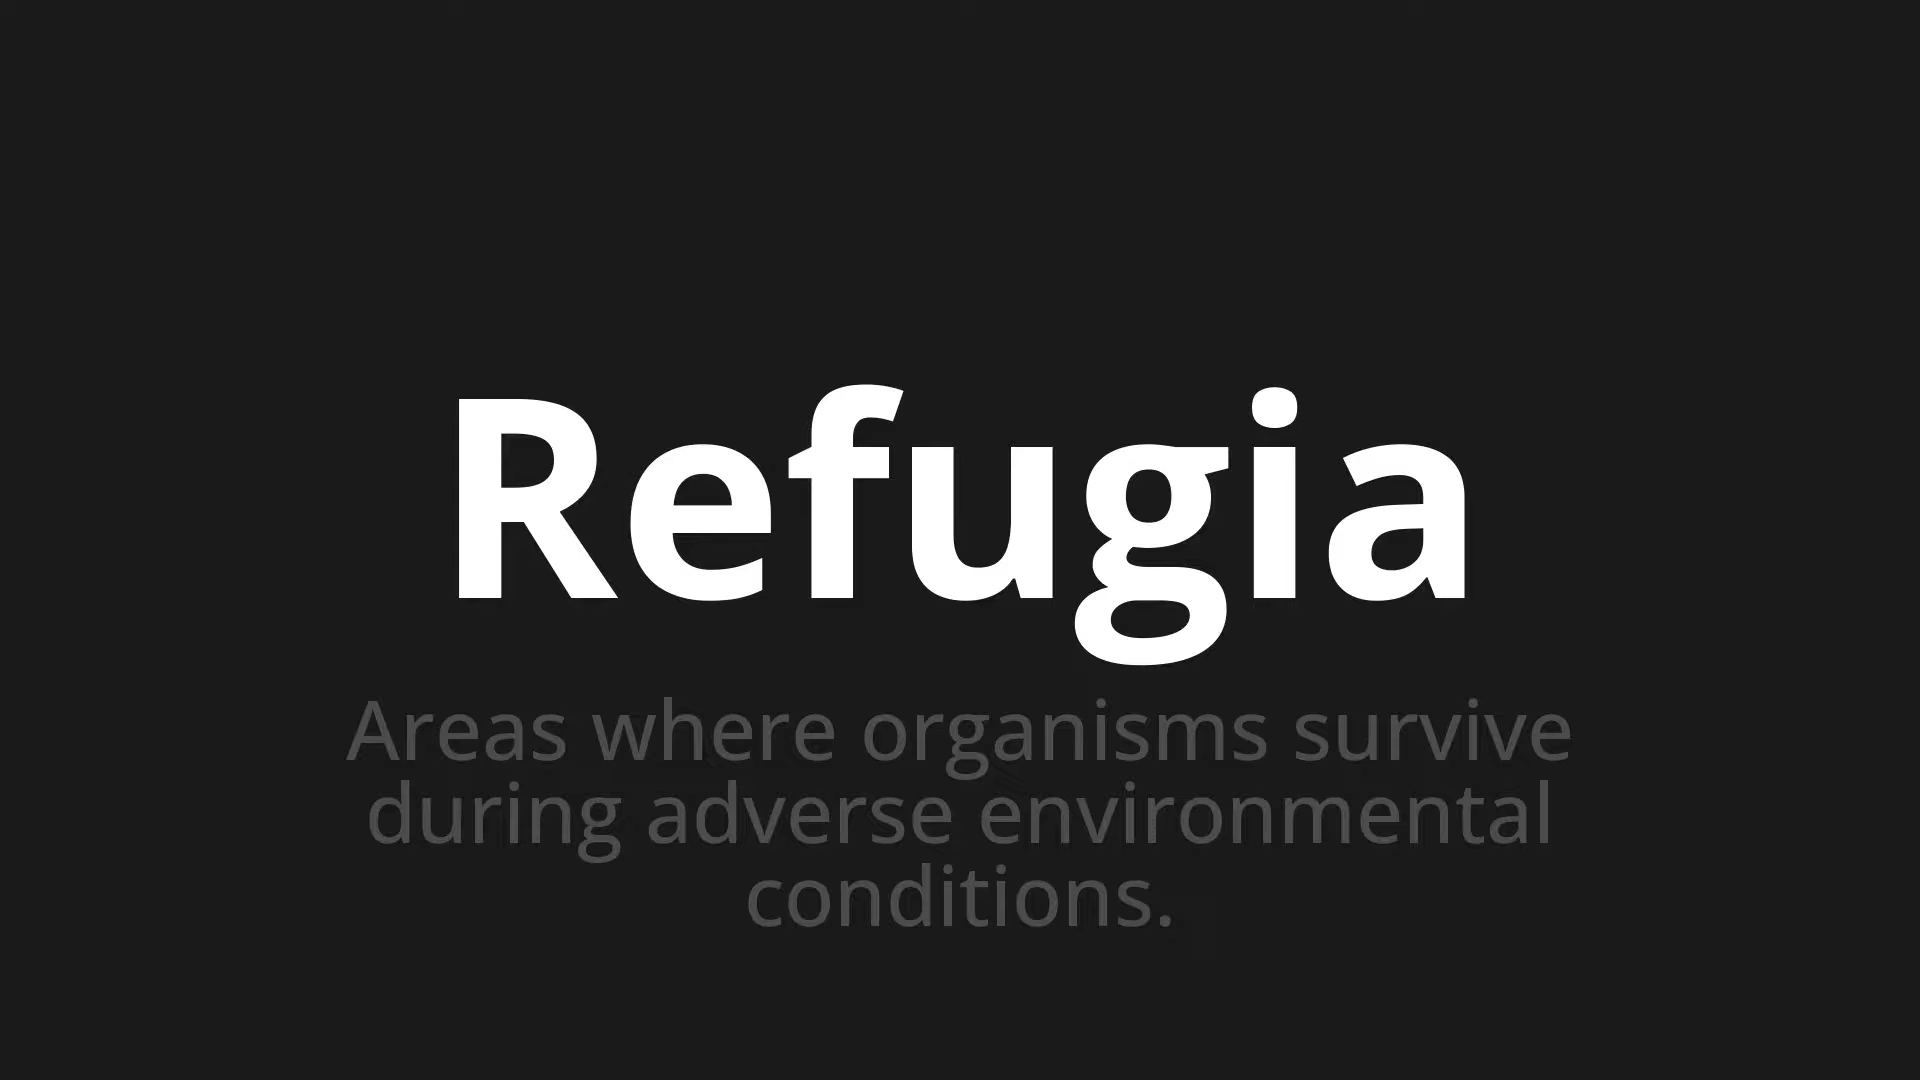 Refugia
Areas where organisms survive
during adverse environmental
conditions.